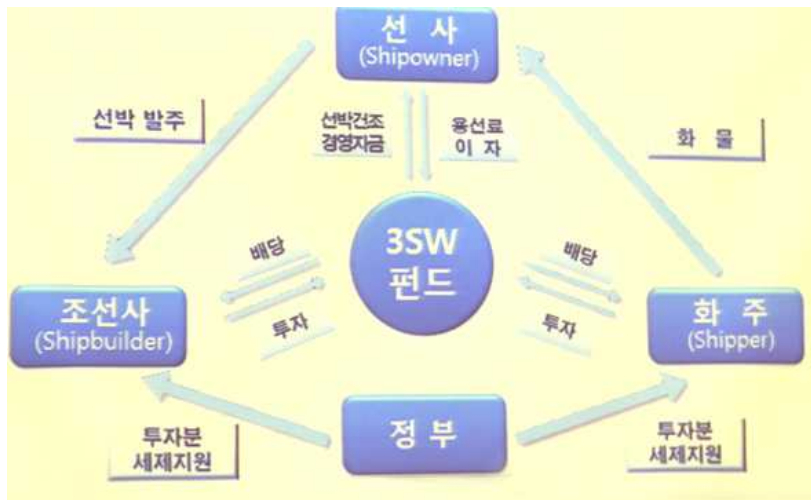 선 사
(Shipowner)
선박 발주
선박건조
경영자금
용선료
이 자
화 물
3SW
펀드
배당
투자
배당
투자
조선사
(Shipbuilder)
화 주
(Shipper)
정 부
투자분
세제지원
투자분
세제지원